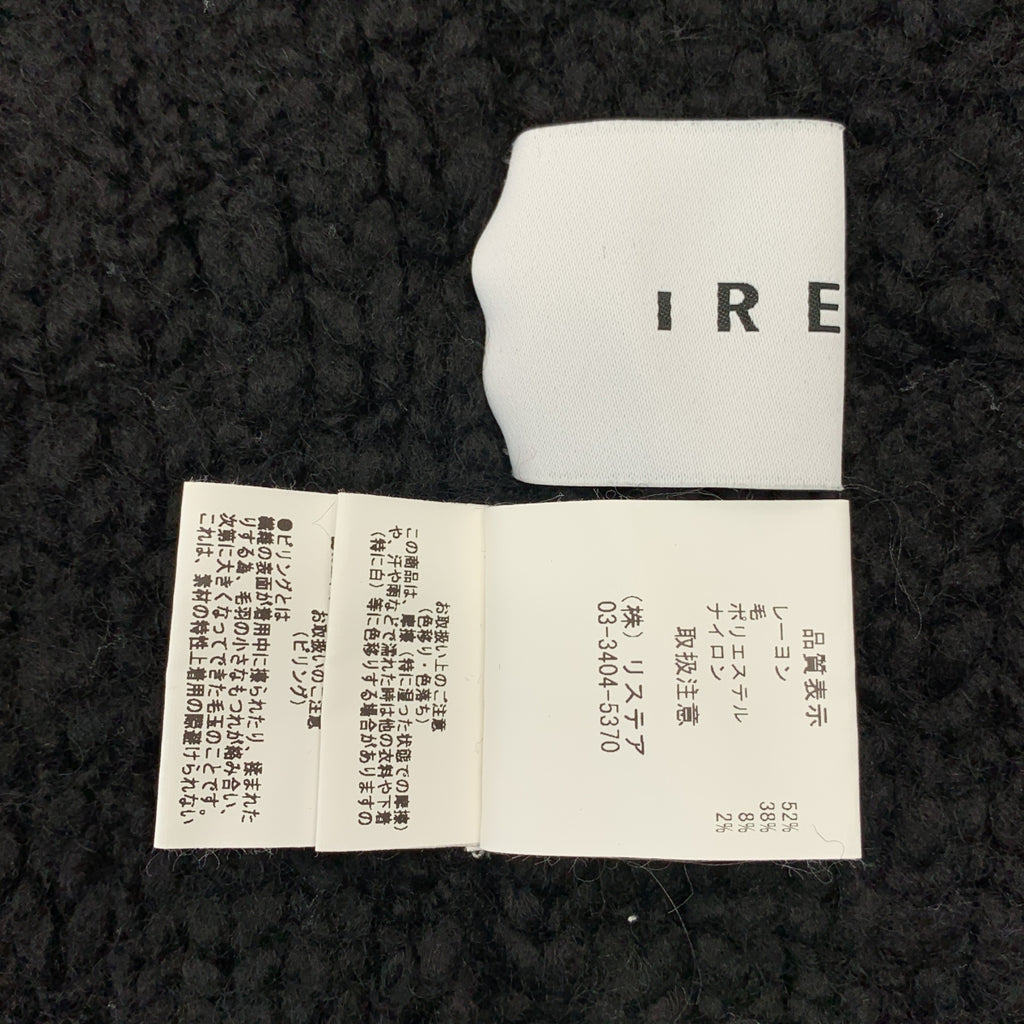 IRE
品質表示
レーヨン 52%
毛 38%
ポリエステル 8%
ナイロン 2%
取扱注意
(株) リステア
03-3404-5370
お取扱い上のご注意
(色移り・色落ち)
この商品は、摩擦(特に湿った状態での摩擦)
や、汗や雨などで濡れた時は他の衣料や下着
(特に白)等に色移りする場合がありますの
お取扱いのご注意
(ピリング)
●ピリングとは
繊維の表面が着用中に擦られたり、揉まれた
りする為、毛羽の小さなもつれが絡み合い、
次第に大きくなってできた毛玉のことです。
これは、素材の特性上着用の際避けられない